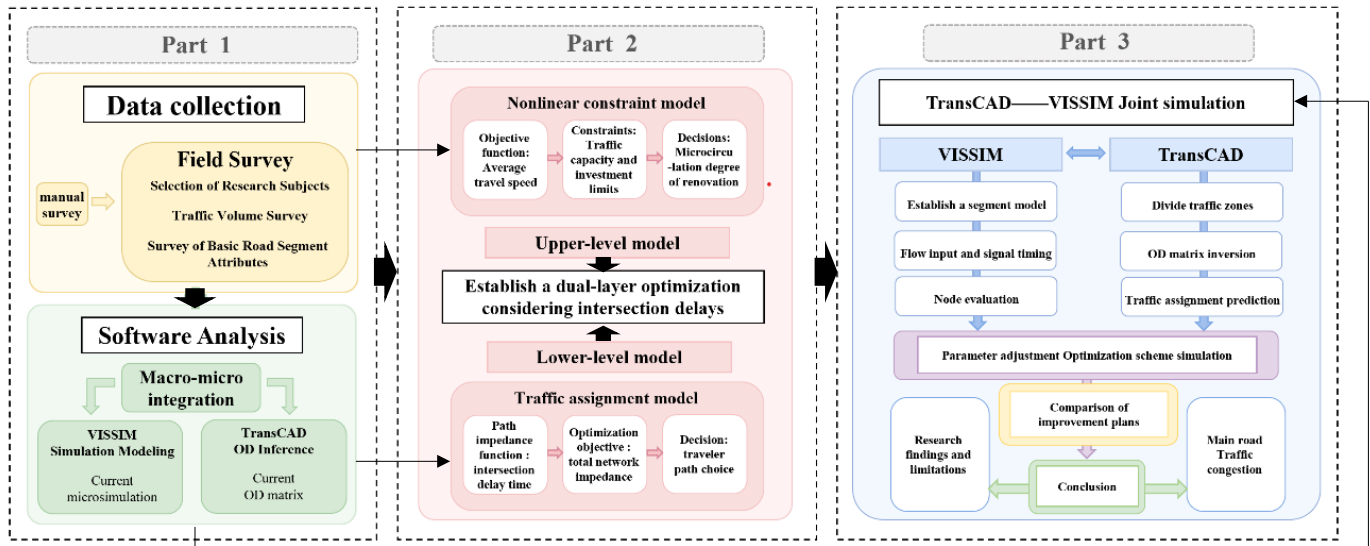 Part 1
Data collection
Field Survey
manual
survey
Selection of Research Subjects
Traffic Volume Survey
Survey of Basic Road Segment
Attributes
Software Analysis
Macro-micro
integration
VISSIM
Simulation Modeling
Current
microsimulation
TransCAD
OD Inference
Current
OD matrix
Part 2
Nonlinear constraint model
Objective
function:
Average
travel speed
Constraints:
Traffic
capacity and
investment
limits
Decisions:
Microcircu
-lation degree
of renovation
Upper-level model
Establish a dual-layer optimization
considering intersection delays
Lower-level model
Traffic assignment model
Path
impedance
function :
intersection
delay time
Optimization
objective :
total network
impedance
Decision:
traveler
path choice
Part 3
TransCAD——VISSIM Joint simulation
VISSIM
TransCAD
Establish a segment model
Divide traffic zones
Flow input and signal timing
OD matrix inversion
Node evaluation
Traffic assignment prediction
Parameter adjustment Optimization scheme simulation
Comparison of
improvement plans
Research
findings and
limitations
Main road
Traffic
congestion
Conclusion